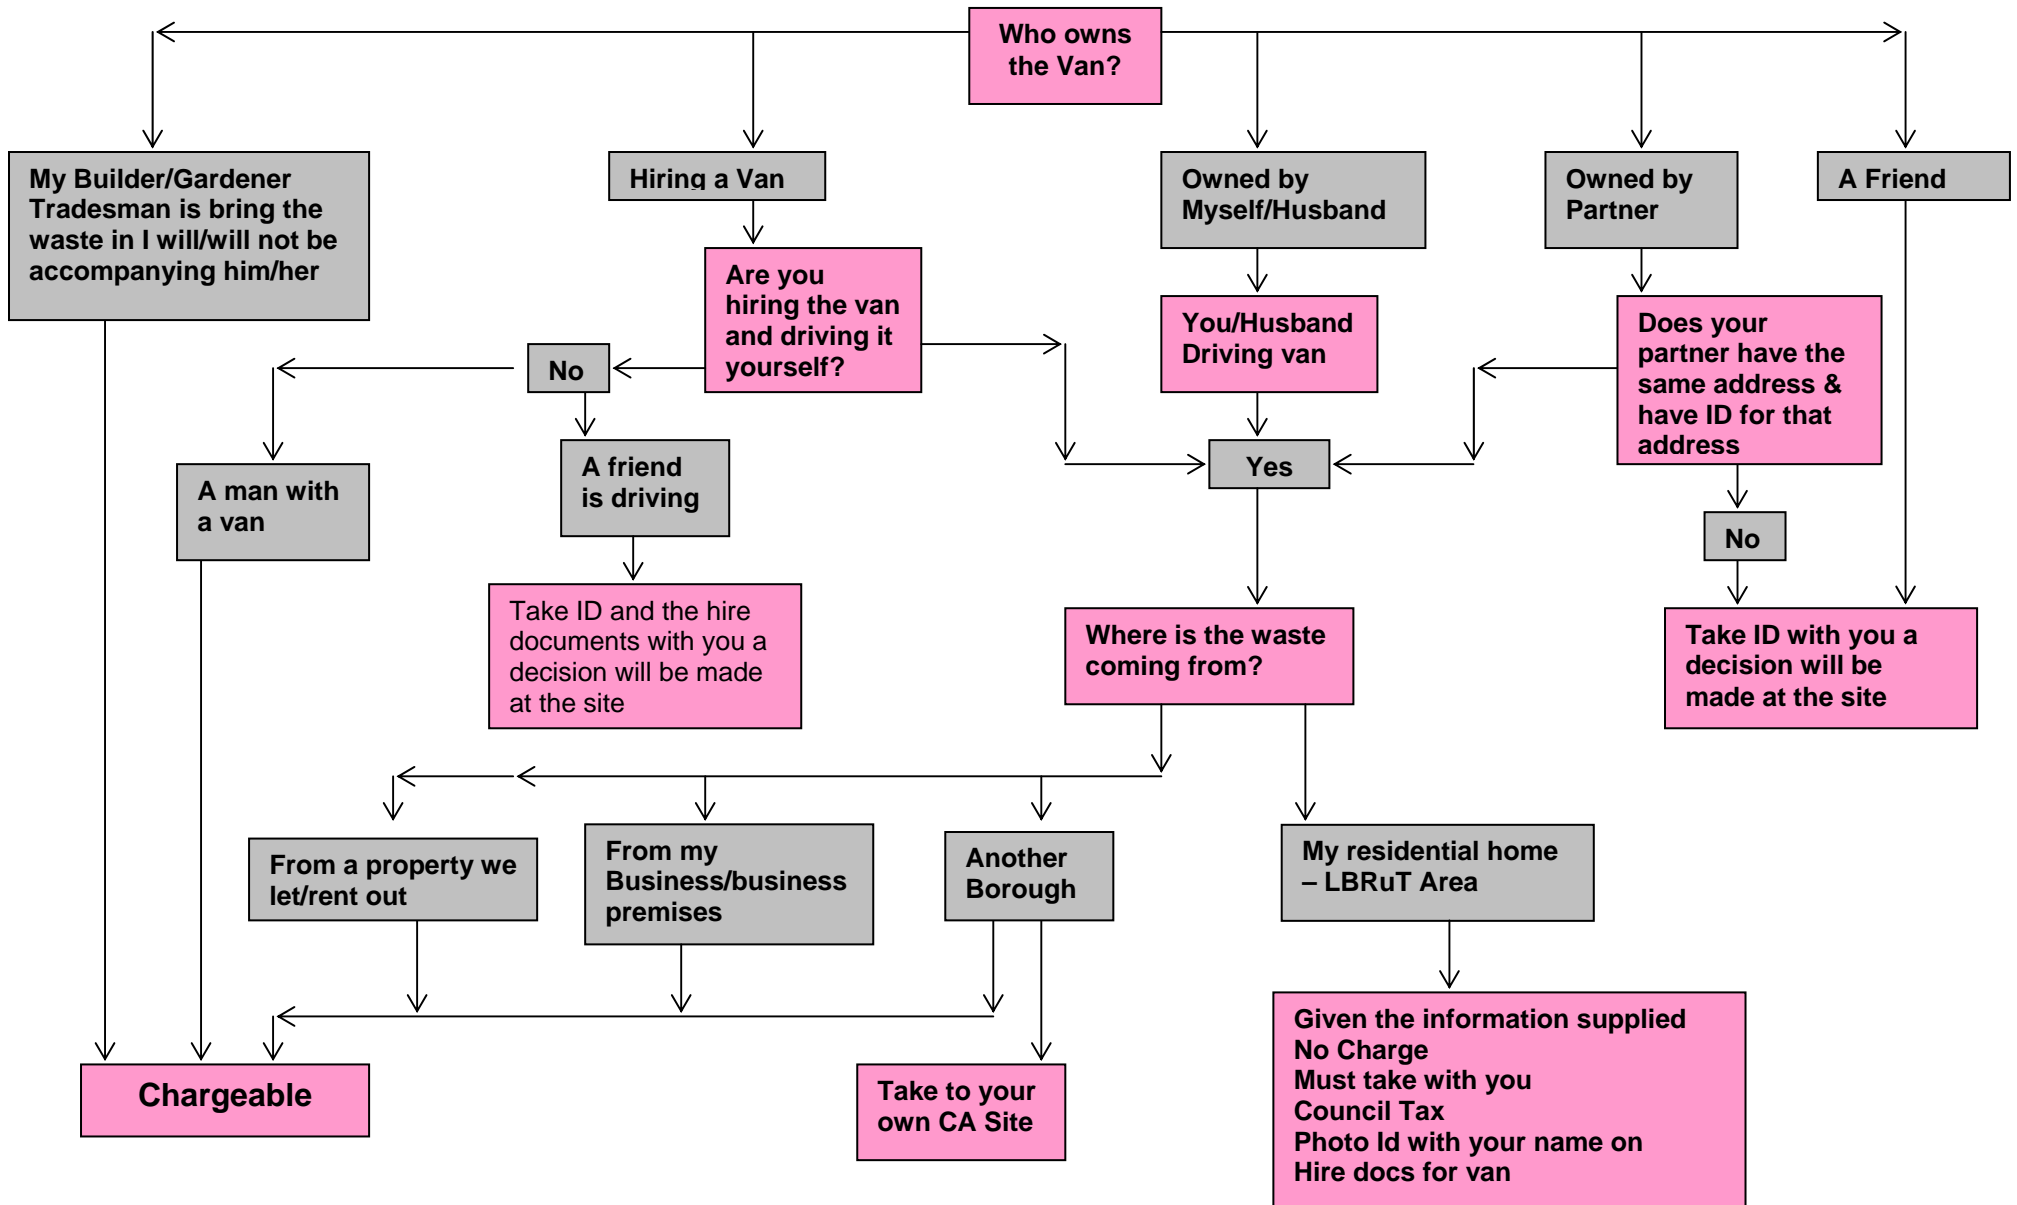 Who owns
the Van?
My Builder/Gardener
Tradesman is bring the
waste in I will/will not be
accompanying him/her
Hiring a Van
Owned by
Myself/Husband
Owned by
Partner
A Friend
Are you
hiring the van
and driving it
yourself?
You/Husband
Driving van
Does your
partner have the
same address &
have ID for that
address
No
A man with
a van
A friend
is driving
Yes
No
Take ID and the hire
documents with you a
decision will be made
at the site
Where is the waste
coming from?
Take ID with you a
decision will be
made at the site
From a property we
let/rent out
From my
Business/business
premises
Another
Borough
My residential home
– LBRuT Area
Chargeable
Take to your
own CA Site
Given the information supplied
No Charge
Must take with you
Council Tax
Photo Id with your name on
Hire docs for van